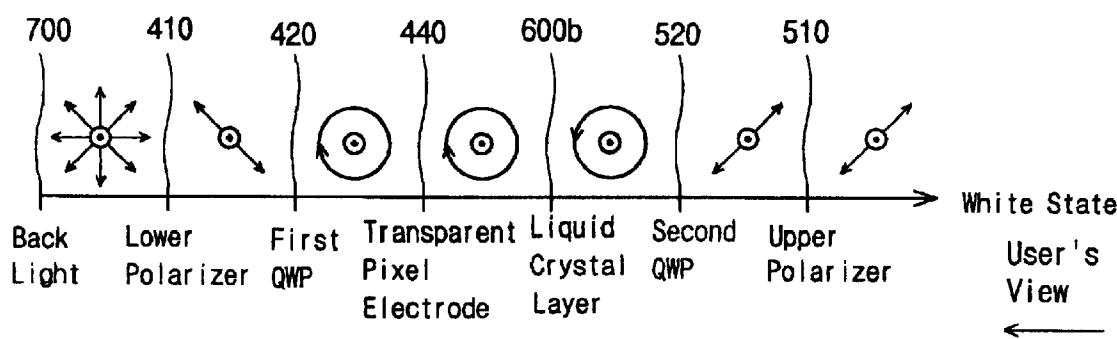 700 410 420 440 600b 520 510
White State
Back Lower First Transparent Liquid Second Upper
Light Polarizer QWP Pixel Crystal QWP Polarizer
Electrode Layer
User's
View